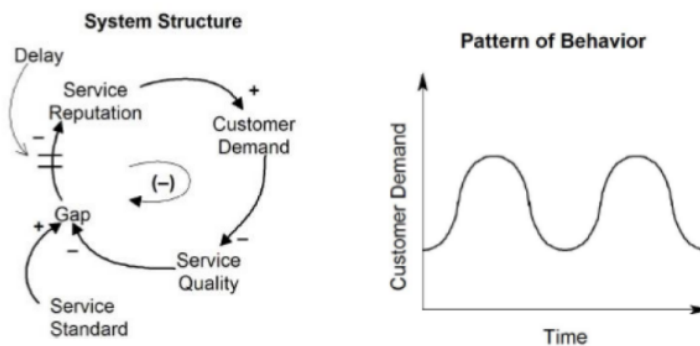 System Structure
Delay
Service
Reputation
+
Customer
Demand
–
(–)
Gap
+
–
–
Service
Quality
Service
Standard
Pattern of Behavior
Customer Demand
Time